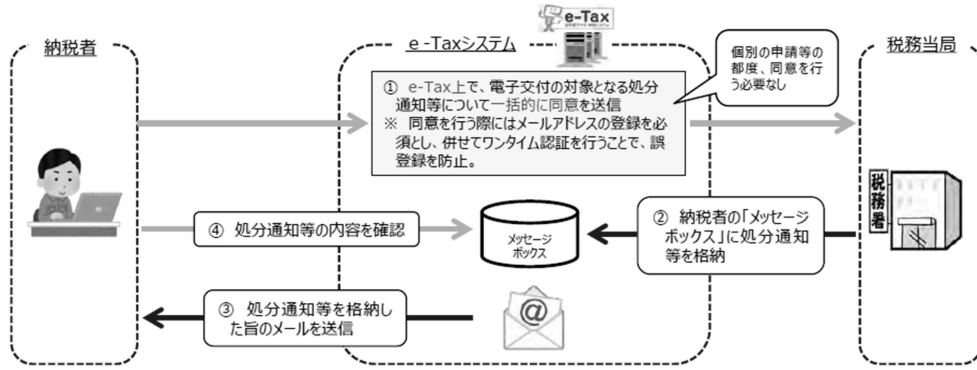 納税者
e-Taxシステム
税務当局
e-Tax
個別の申請等の
都度、同意を行
う必要なし
① e-Tax上で、電子交付の対象となる処分
通知等について一括的に同意を送信
※ 同意を行う際にはメールアドレスの登録を必
須とし、併せてワンタイム認証を行うことで、誤
登録を防止。
税務署
② 納税者の「メッセージ
ボックス」に処分通知
等を格納
メッセージ
ボックス
④ 処分通知等の内容を確認
③ 処分通知等を格納し
た旨のメールを送信
@